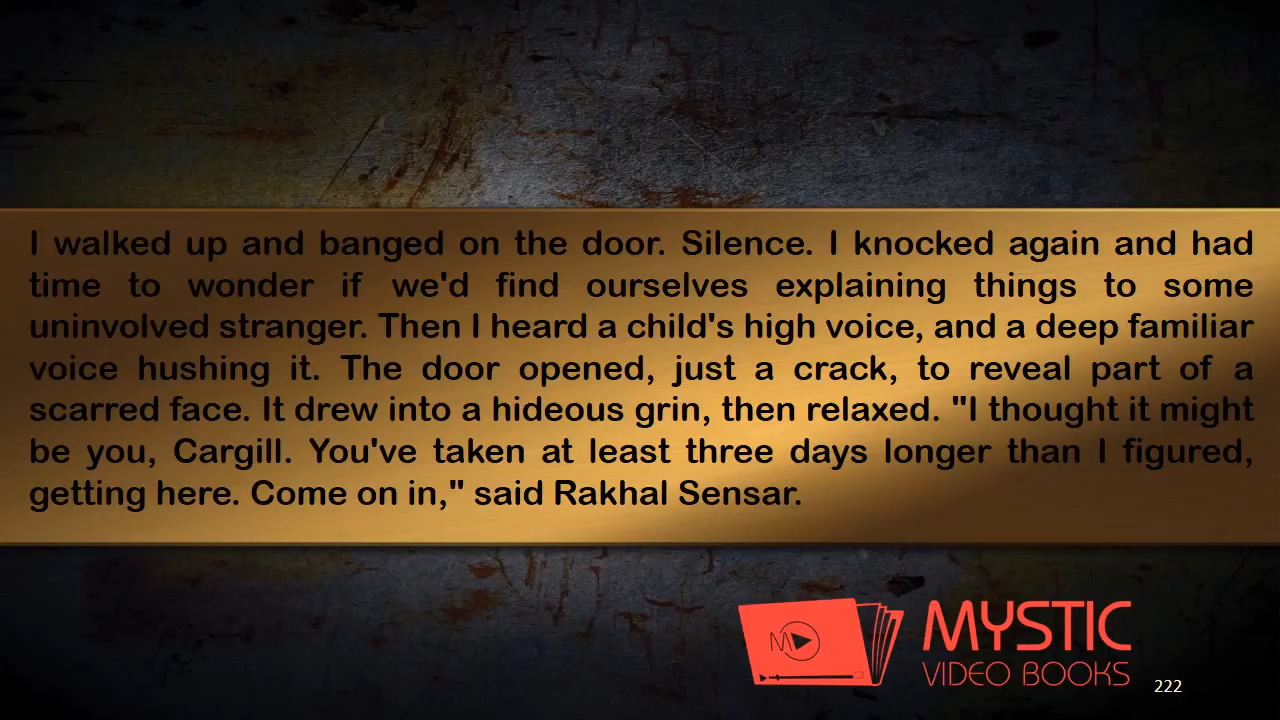 I walked up and banged on the door. Silence. I knocked again and had
time to wonder if we'd find ourselves explaining things to some
uninvolved stranger. Then I heard a child's high voice, and a deep familiar
voice hushing it. The door opened, just a crack, to reveal part of a
scarred face. It drew into a hideous grin, then relaxed. "I thought it might
be you, Cargill. You've taken at least three days longer than I figured,
getting here. Come on in," said Rakhal Sensar.
M
MYSTIC
VIDEO BOOKS
222